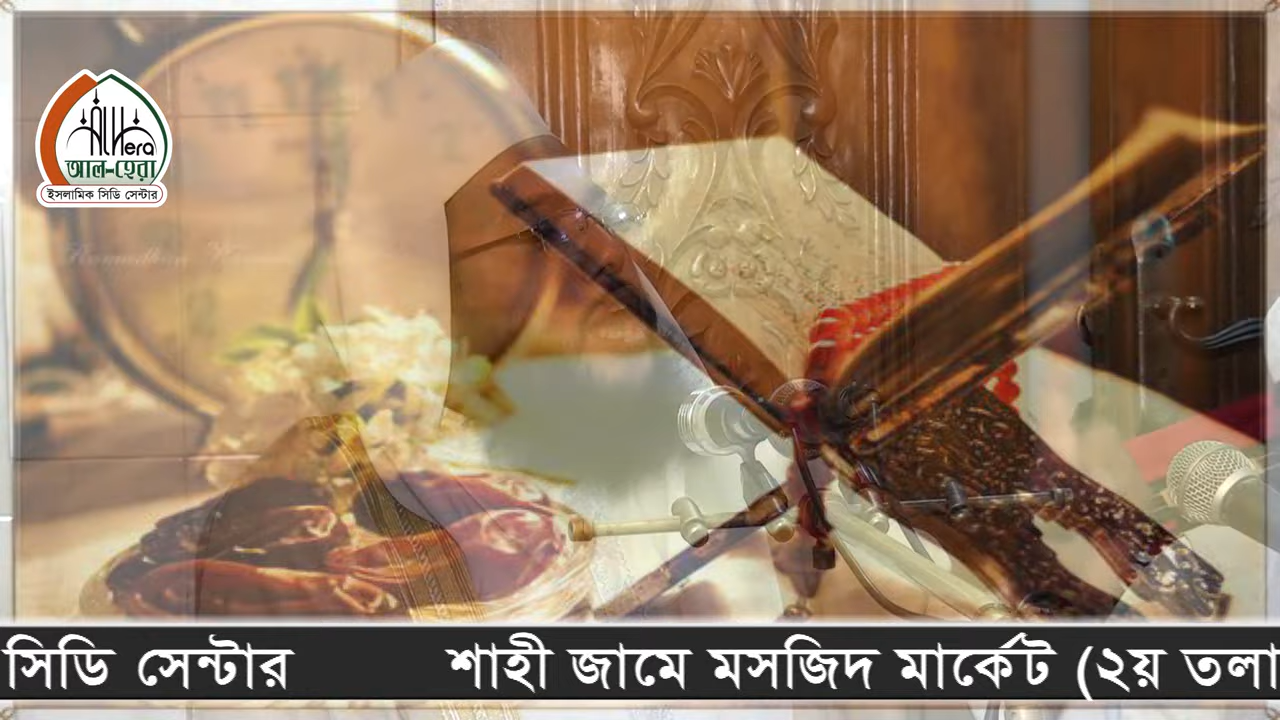 Al Hera
আল-হেরা
ইসলামিক সিডি সেন্টার
সিডি সেন্টার শাহী জামে মসজিদ মার্কেট (২য় তলা